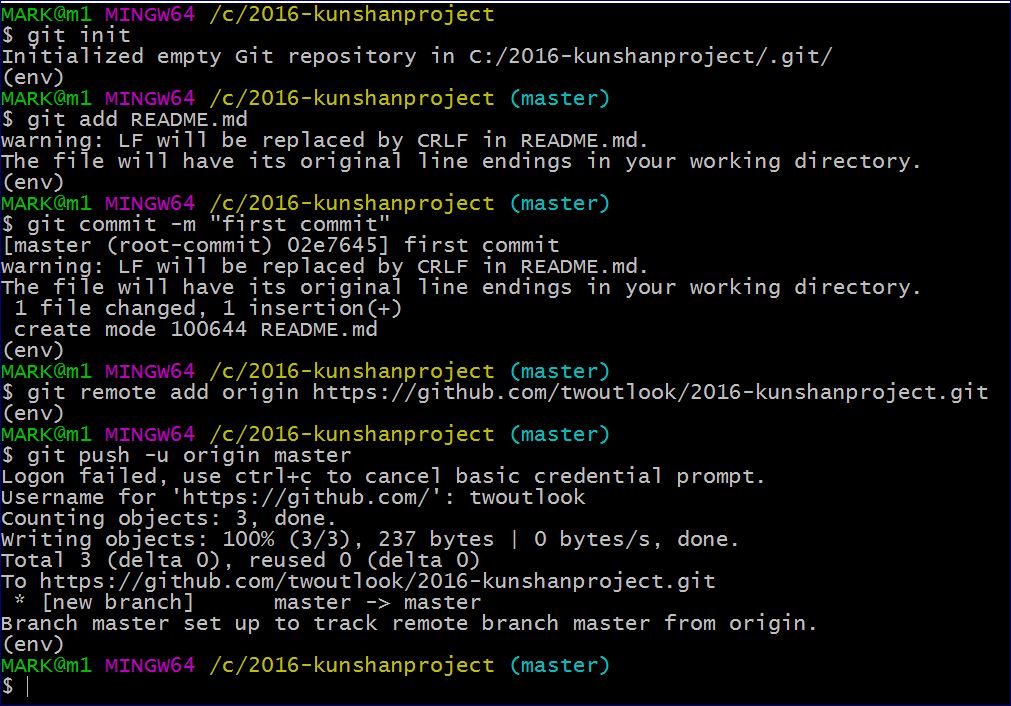 MARK@m1 MINGW64 /c/2016-kunshanproject
$ git init
Initialized empty Git repository in C:/2016-kunshanproject/.git/
(env)
MARK@m1 MINGW64 /c/2016-kunshanproject (master)
$ git add README.md
warning: LF will be replaced by CRLF in README.md.
The file will have its original line endings in your working directory.
(env)
MARK@m1 MINGW64 /c/2016-kunshanproject (master)
$ git commit -m "first commit"
[master (root-commit) 02e7645] first commit
warning: LF will be replaced by CRLF in README.md.
The file will have its original line endings in your working directory.
 1 file changed, 1 insertion(+)
 create mode 100644 README.md
(env)
MARK@m1 MINGW64 /c/2016-kunshanproject (master)
$ git remote add origin https://github.com/twoutlook/2016-kunshanproject.git
(env)
MARK@m1 MINGW64 /c/2016-kunshanproject (master)
$ git push -u origin master
Logon failed, use ctrl+c to cancel basic credential prompt.
Username for 'https://github.com/': twoutlook
Counting objects: 3, done.
Writing objects: 100% (3/3), 237 bytes | 0 bytes/s, done.
Total 3 (delta 0), reused 0 (delta 0)
To https://github.com/twoutlook/2016-kunshanproject.git
 * [new branch]      master -> master
Branch master set up to track remote branch master from origin.
(env)
MARK@m1 MINGW64 /c/2016-kunshanproject (master)
$